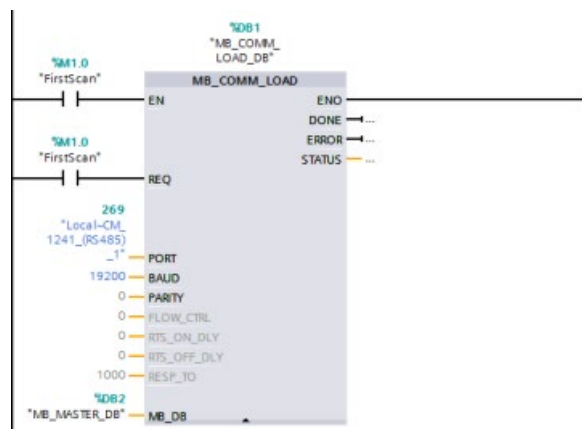 %DB1
"MB_COMM_
LOAD_DB"
%M1.0
"FirstScan"
MB_COMM_LOAD
EN
ENO
DONE
...
ERROR
...
STATUS
...
%M1.0
"FirstScan"
REQ
269
"Local~CM_
1241_(RS485)
_1"
PORT
19200
BAUD
0
PARITY
0
FLOW_CTRL
0
RTS_ON_DLY
0
RTS_OFF_DLY
1000
RESP_TO
%DB2
"MB_MASTER_DB"
MB_DB